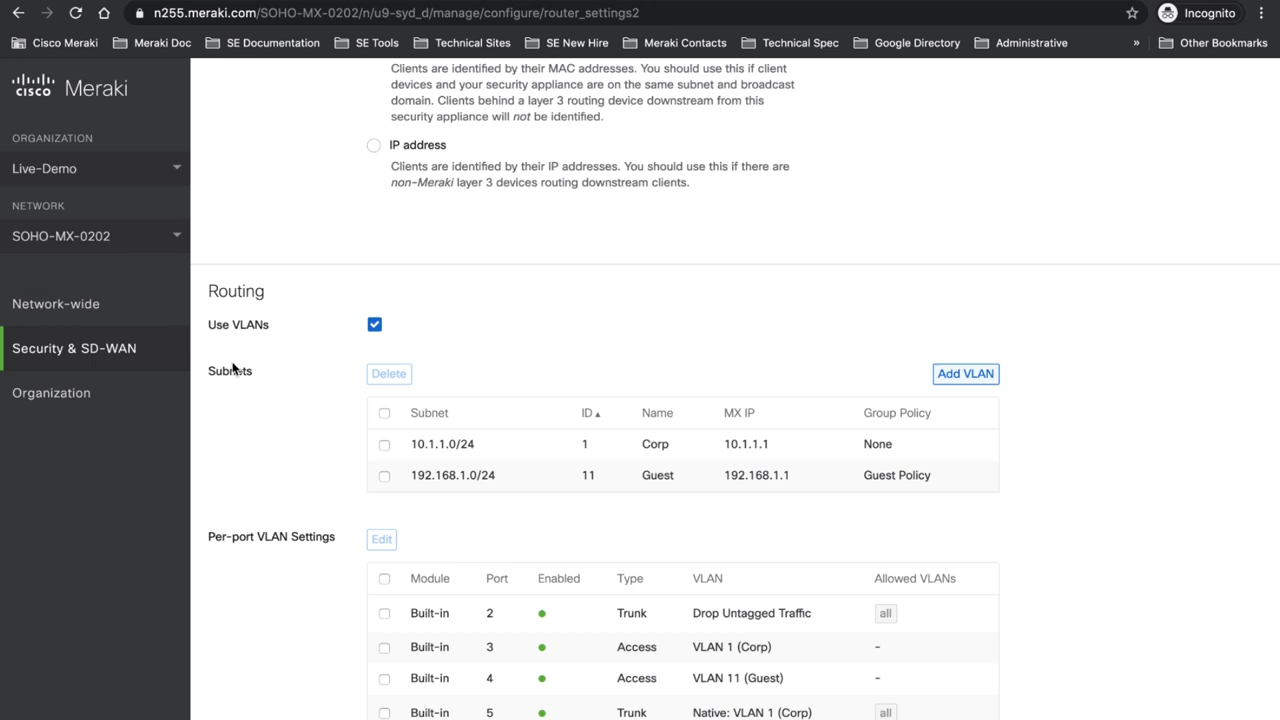 n255.meraki.com/SOHO-MX-0202/n/u9-syd_d/manage/configure/router_settings2
Incognito
Cisco Meraki
Meraki Doc
SE Documentation
SE Tools
Technical Sites
SE New Hire
Meraki Contacts
Technical Spec
Google Directory
Administrative
»
Other Bookmarks
cisco Meraki
ORGANIZATION
Live-Demo
NETWORK
SOHO-MX-0202
Network-wide
Security & SD-WAN
Organization
Clients are identified by their MAC addresses. You should use this if client
devices and your security appliance are on the same subnet and broadcast
domain. Clients behind a layer 3 routing device downstream from this
security appliance will not be identified.
IP address
Clients are identified by their IP addresses. You should use this if there are
non-Meraki layer 3 devices routing downstream clients.
Routing
Use VLANs
Subnets
Delete
Add VLAN
Subnet ID Name MX IP Group Policy
10.1.1.0/24 1 Corp 10.1.1.1 None
192.168.1.0/24 11 Guest 192.168.1.1 Guest Policy
Per-port VLAN Settings
Edit
Module Port Enabled Type VLAN Allowed VLANs
Built-in 2 Trunk Drop Untagged Traffic all
Built-in 3 Access VLAN 1 (Corp) -
Built-in 4 Access VLAN 11 (Guest) -
Built-in 5 Trunk Native: VLAN 1 (Corp) all